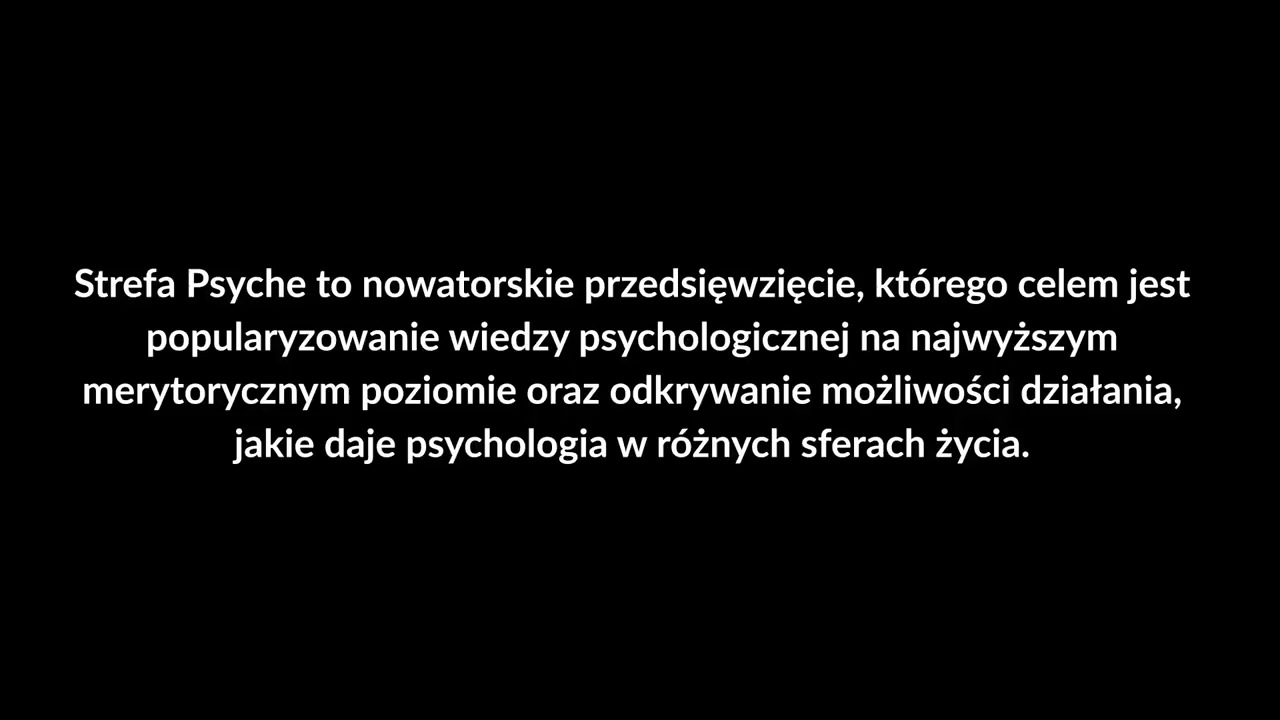 Strefa Psyche to nowatorskie przedsięwzięcie, którego celem jest
popularyzowanie wiedzy psychologicznej na najwyższym
merytorycznym poziomie oraz odkrywanie możliwości działania,
jakie daje psychologia w różnych sferach życia.